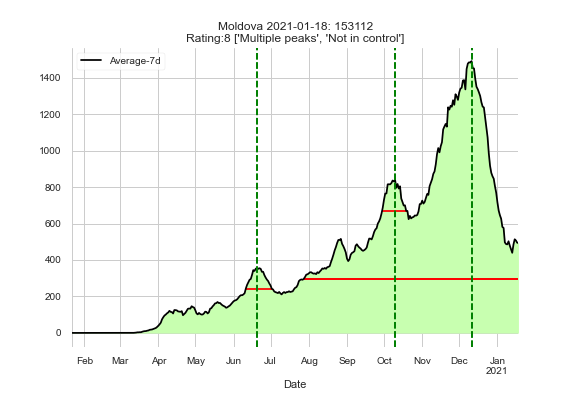 Moldova 2021-01-18: 153112
Rating:8 ['Multiple peaks', 'Not in control']
Average-7d
1400
1200
1000
800
600
400
200
0
Feb Mar Apr May Jun Jul Aug Sep Oct Nov Dec Jan
2021
Date